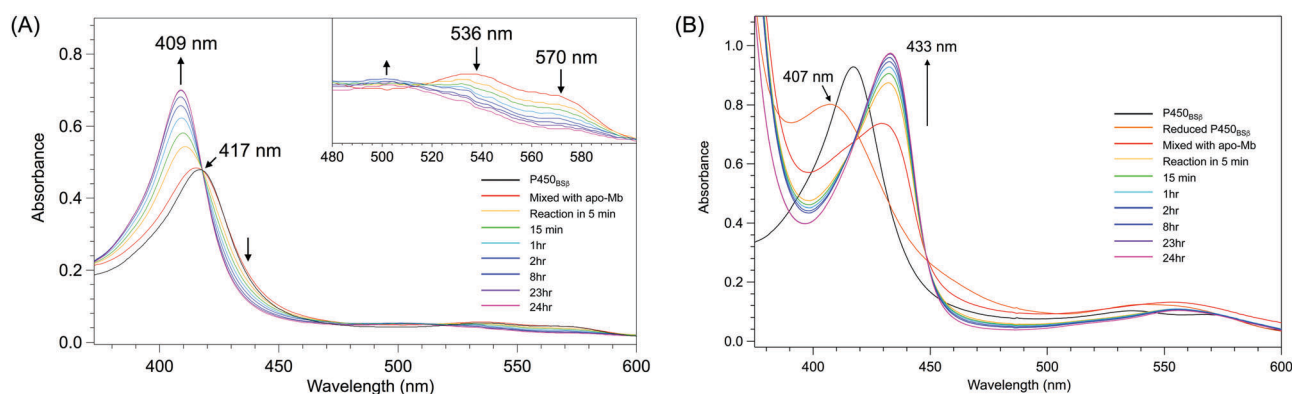 (A)
409 nm
417 nm
536 nm
570 nm
0.8
0.6
0.4
0.2
0.0
Absorbance
480
500
520
540
560
580
P450BSβ
Mixed with apo-Mb
Reaction in 5 min
15 min
1hr
2hr
8hr
23hr
24hr
400
450
500
550
600
Wavelength (nm)
(B)
407 nm
433 nm
1.0
0.8
0.6
0.4
0.2
0.0
Absorbance
P450BSβ
Reduced P450BSβ
Mixed with apo-Mb
Reaction in 5 min
15 min
1hr
2hr
8hr
23hr
24hr
400
450
500
550
600
Wavelength (nm)